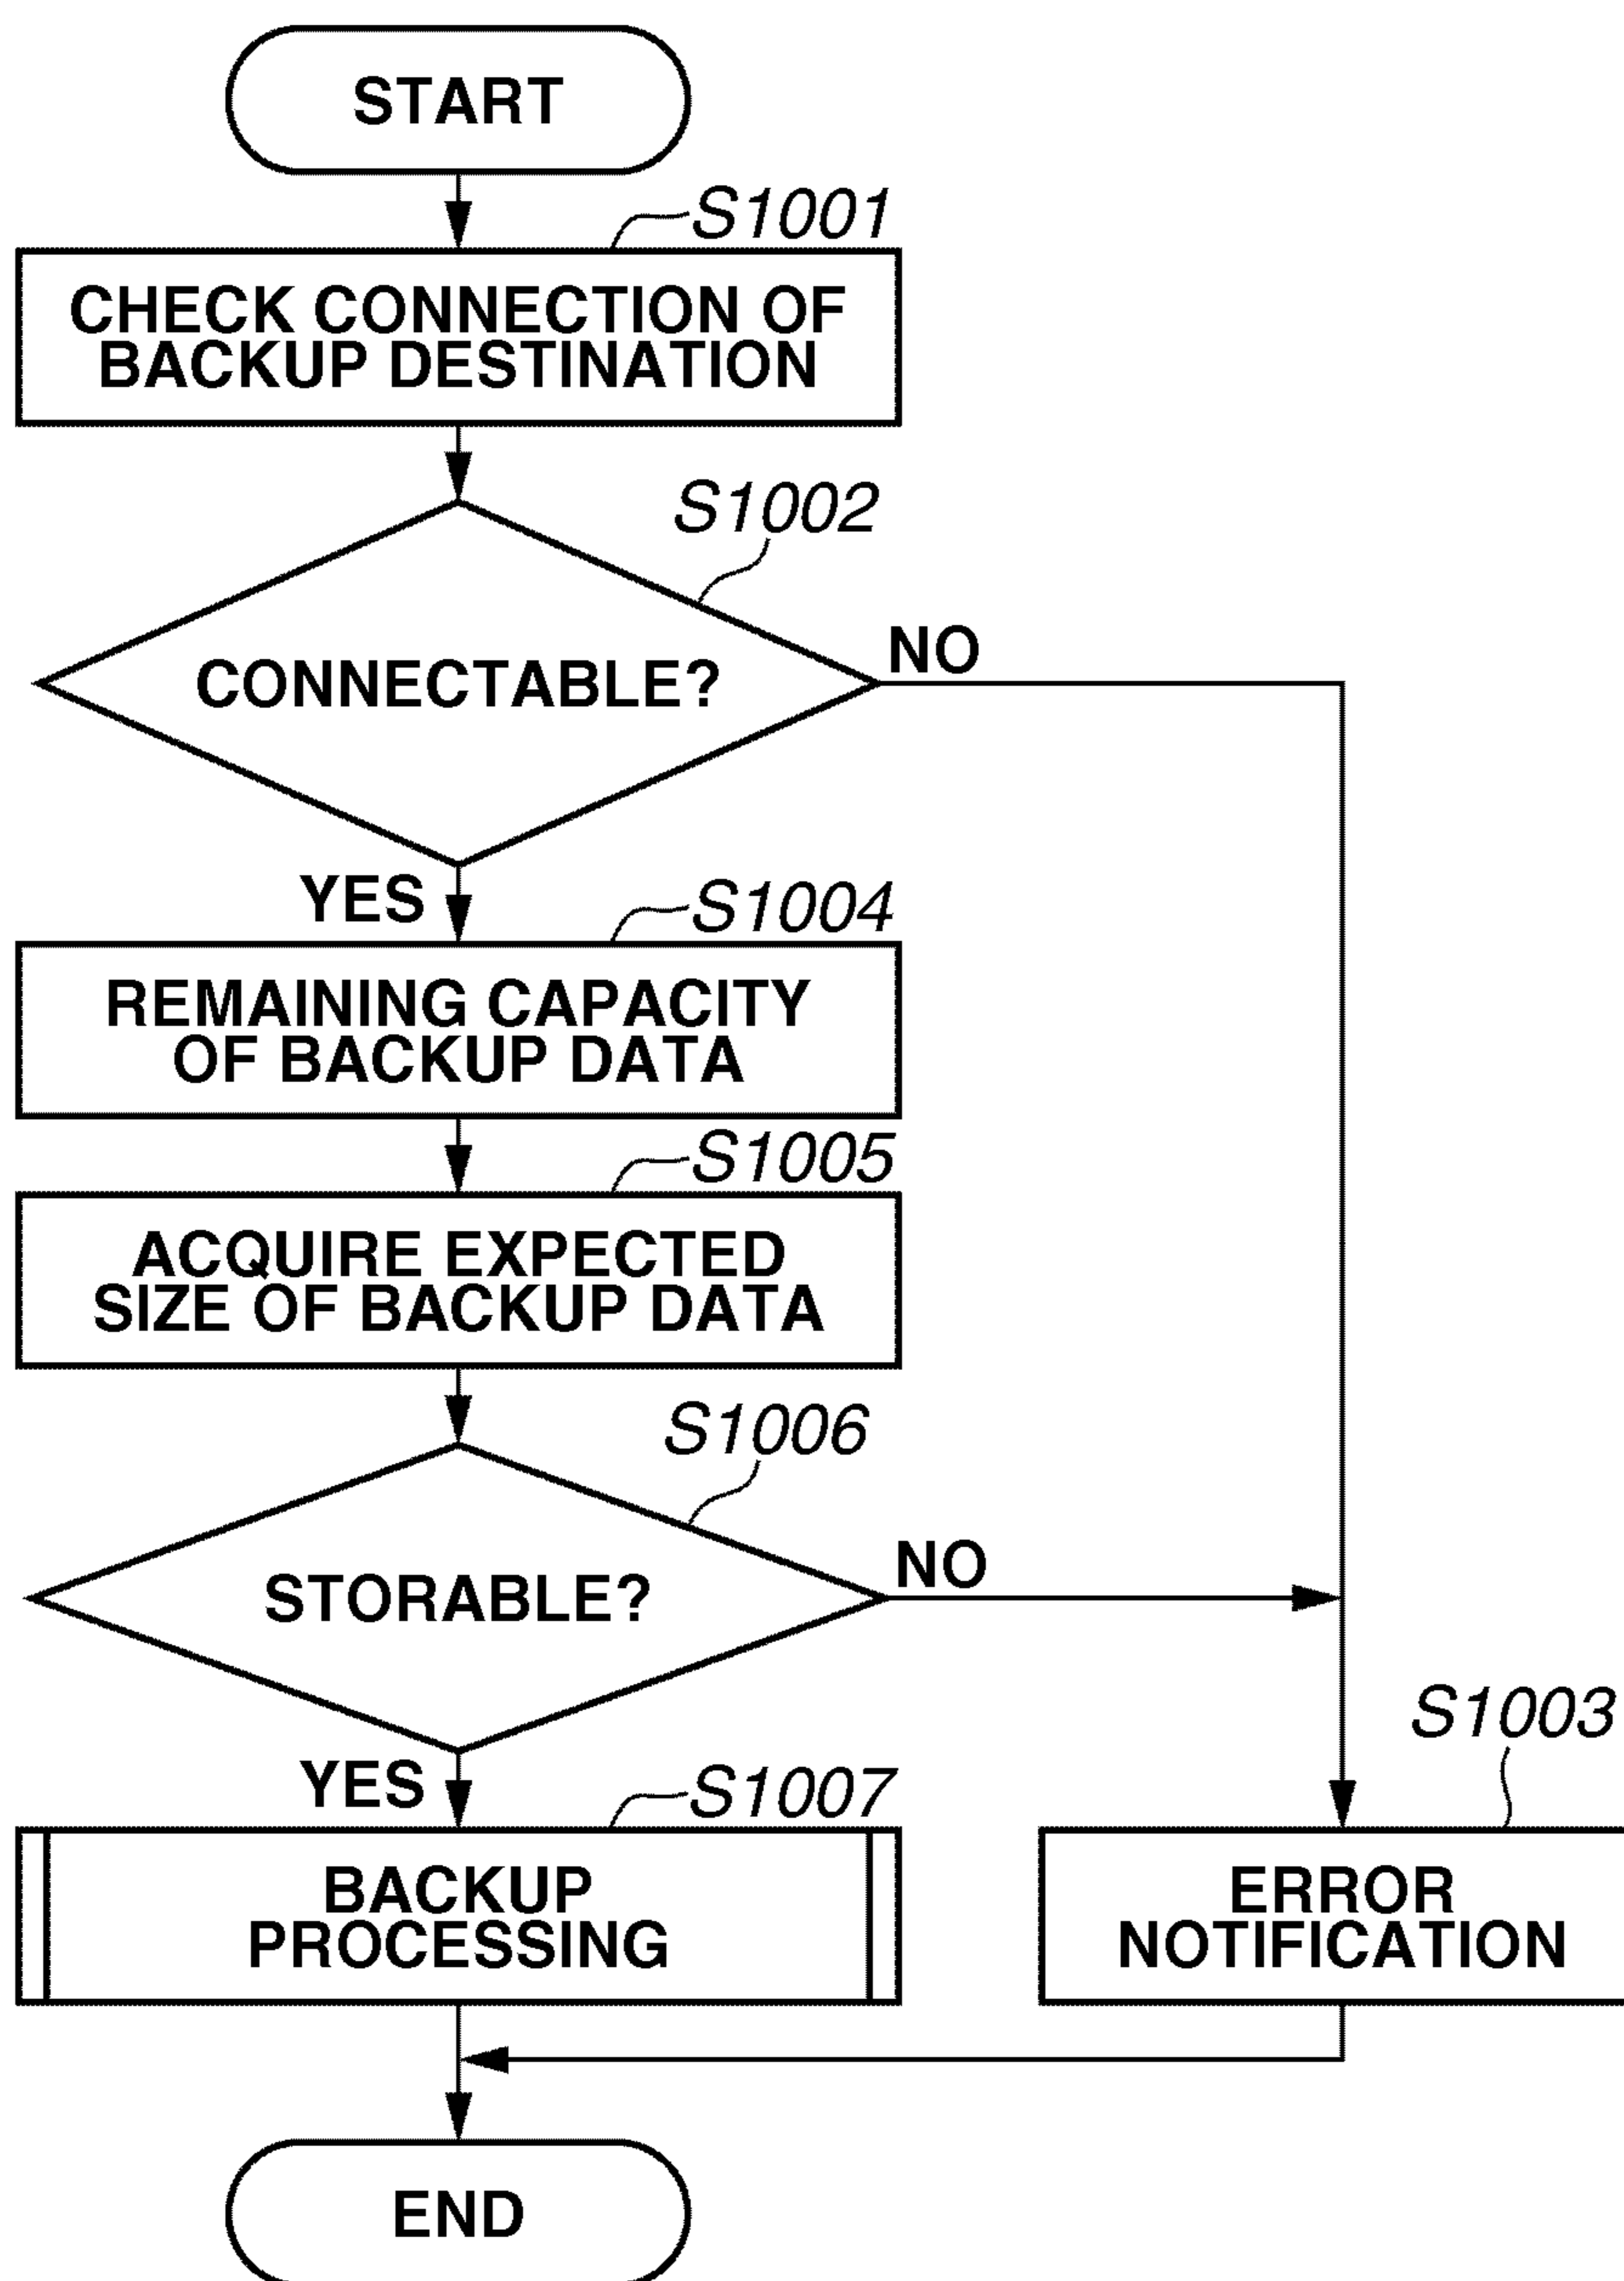 START
S1001
CHECK CONNECTION OF
BACKUP DESTINATION
S1002
CONNECTABLE?
NO
YES
S1004
REMAINING CAPACITY
OF BACKUP DATA
S1005
ACQUIRE EXPECTED
SIZE OF BACKUP DATA
S1006
STORABLE?
NO
YES
S1007
BACKUP
PROCESSING
S1003
ERROR
NOTIFICATION
END